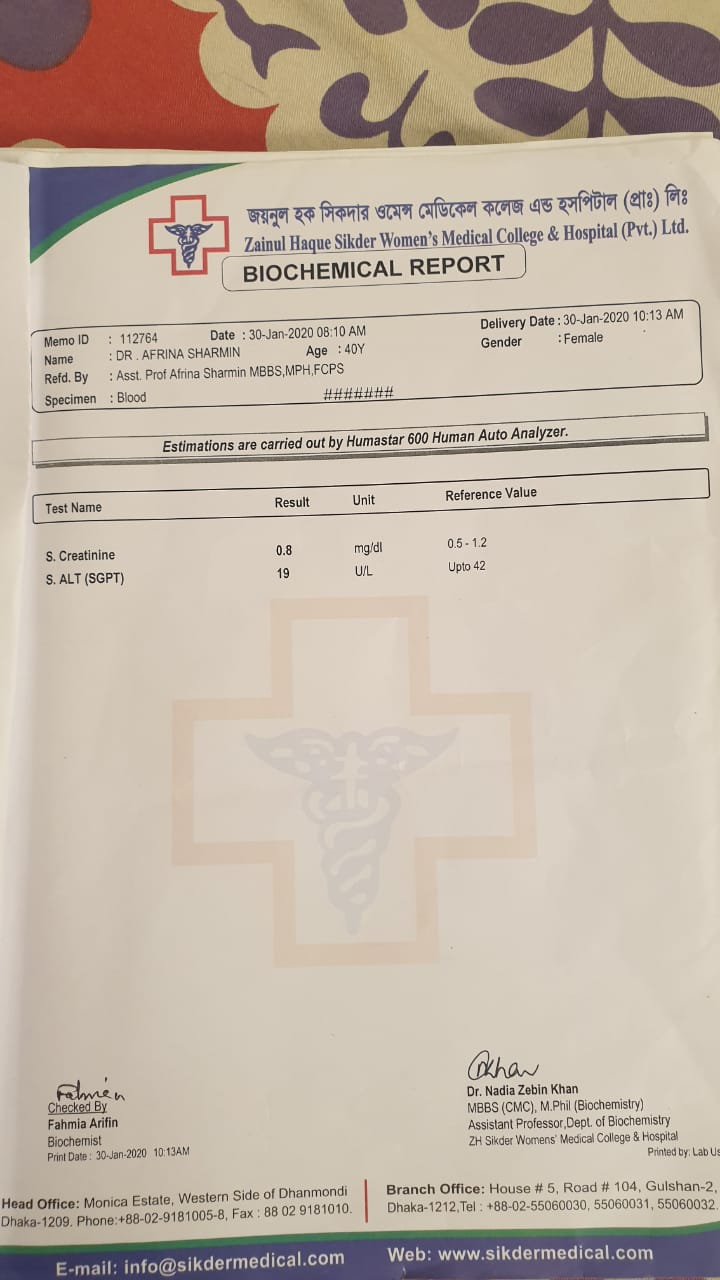 জয়নুল হক সিকদার ওমেন্স মেডিকেল কলেজ এন্ড হসপিটাল (প্রাঃ) লিঃ
Zainul Haque Sikder Women's Medical College & Hospital (Pvt.) Ltd.
BIOCHEMICAL REPORT
Memo ID : 112764 Date : 30-Jan-2020 08:10 AM Delivery Date : 30-Jan-2020 10:13 AM
Name : DR . AFRINA SHARMIN Age : 40Y Gender : Female
Refd. By : Asst. Prof Afrina Sharmin MBBS,MPH,FCPS
Specimen : Blood #######
Estimations are carried out by Humastar 600 Human Auto Analyzer.
Test Name Result Unit Reference Value
S. Creatinine 0.8 mg/dl 0.5 - 1.2
S. ALT (SGPT) 19 U/L Upto 42
Fahmien
Checked By
Fahmia Arifin
Biochemist
Print Date : 30-Jan-2020 10:13AM
Khan
Dr. Nadia Zebin Khan
MBBS (CMC), M.Phil (Biochemistry)
Assistant Professor,Dept. of Biochemistry
ZH Sikder Womens' Medical College & Hospital
Printed by: Lab Us
Head Office: Monica Estate, Western Side of Dhanmondi
Dhaka-1209. Phone:+88-02-9181005-8, Fax : 88 02 9181010.
Branch Office: House # 5, Road # 104, Gulshan-2,
Dhaka-1212,Tel : +88-02-55060030, 55060031, 55060032.
E-mail: info@sikdermedical.com Web: www.sikdermedical.com